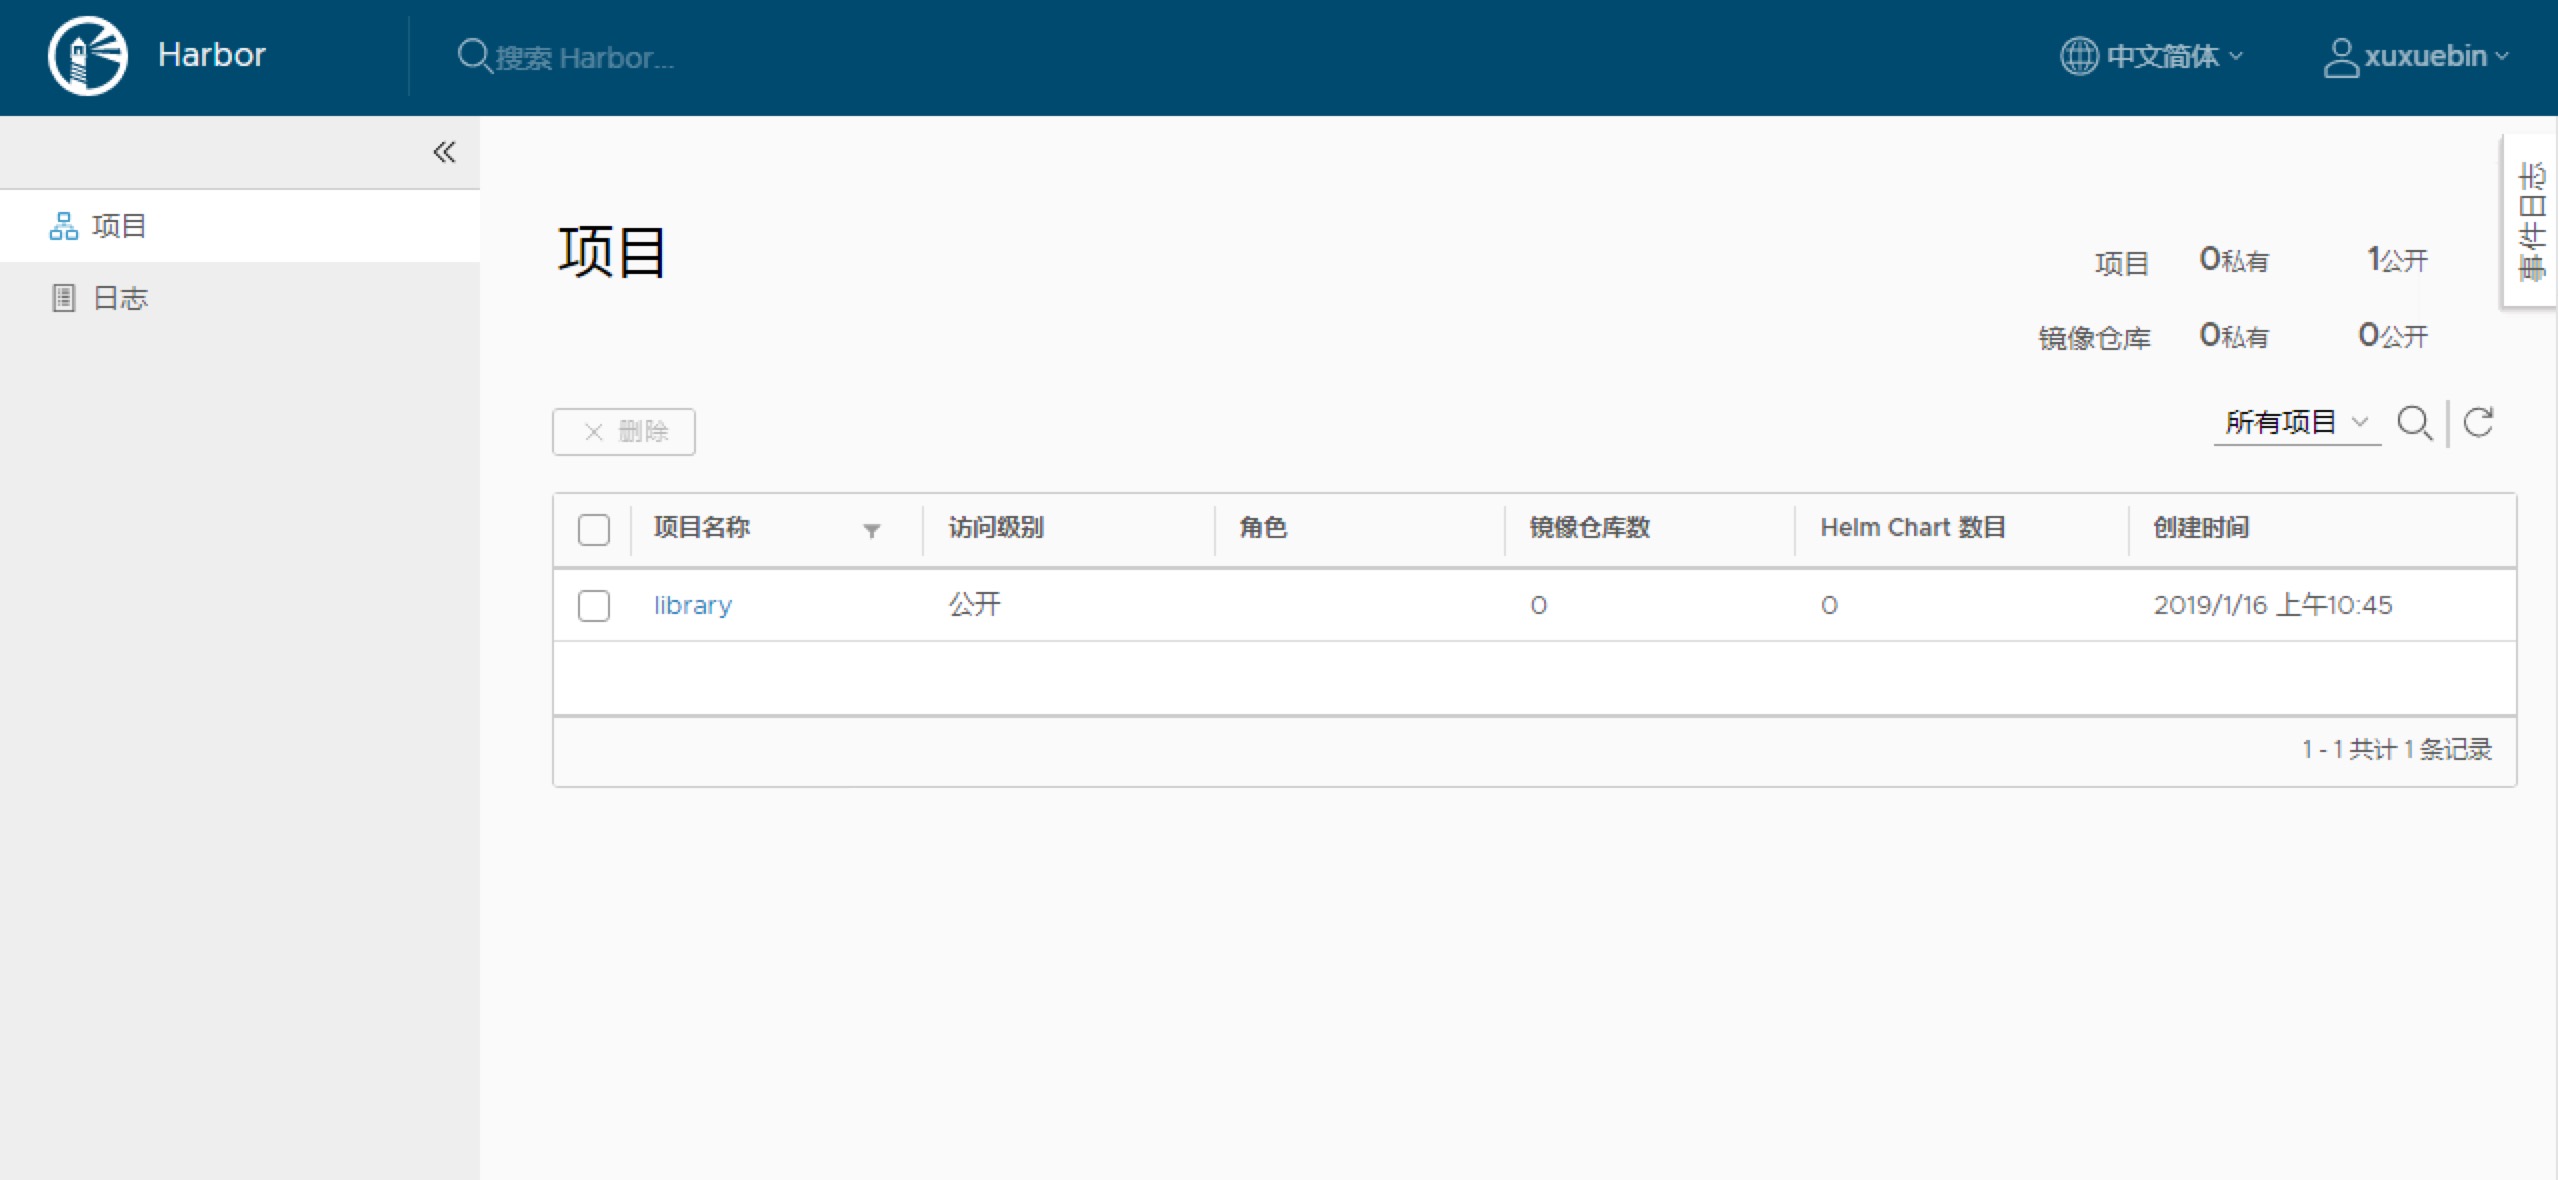 Harbor
搜索 Harbor...
中文简体
xuxuebin
项目
日志
事件日志
项目
项目 0私有 1公开
镜像仓库 0私有 0公开
删除
所有项目
项目名称 访问级别 角色 镜像仓库数 Helm Chart 数目 创建时间
library 公开 0 0 2019/1/16 上午10:45
1 - 1 共计 1 条记录